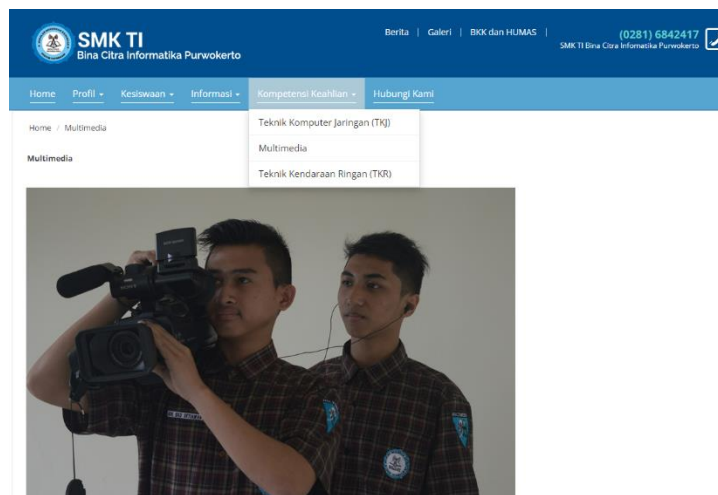 SMK TI
Bina Citra Informatika Purwokerto
Berita | Galeri | BKK dan HUMAS |
(0281) 6842417
SMK TI Bina Citra Infomatika Purwokerto
Home Profil Kesiswaan Informasi Kompetensi Keahlian Hubungi Kami
Teknik Komputer Jaringan (TKJ)
Multimedia
Teknik Kendaraan Ringan (TKR)
Home / Multimedia
Multimedia
SONY